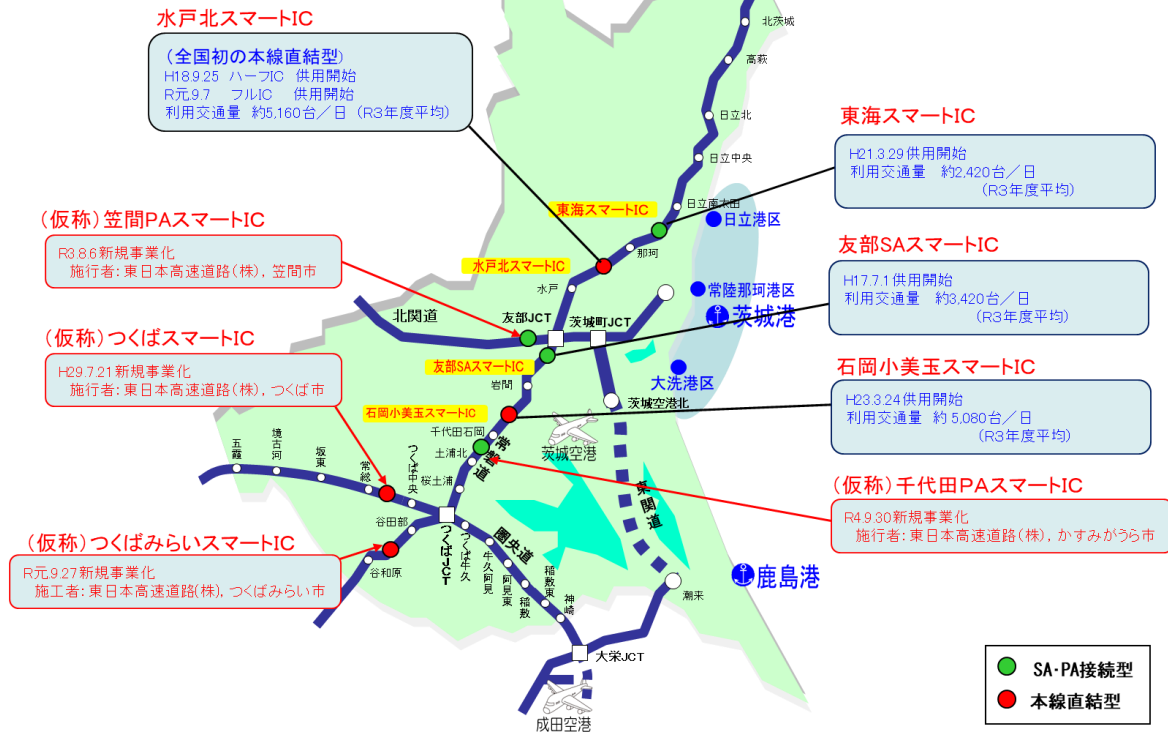 水戸北スマートIC
(全国初の本線直結型)
H18.9.25 ハーフIC 供用開始
R元.9.7 フルIC 供用開始
利用交通量 約5,160台/日 (R3年度平均)
東海スマートIC
H21.3.29供用開始
利用交通量 約2,420台/日
(R3年度平均)
友部SAスマートIC
H17.7.1供用開始
利用交通量 約3,420台/日
(R3年度平均)
石岡小美玉スマートIC
H23.3.24供用開始
利用交通量 約5,080台/日
(R3年度平均)
(仮称)千代田PAスマートIC
R4.9.30新規事業化
施行者:東日本高速道路(株), かすみがうら市
(仮称)笠間PAスマートIC
R3.8.6新規事業化
施行者:東日本高速道路(株), 笠間市
(仮称)つくばスマートIC
H29.7.21新規事業化
施行者:東日本高速道路(株), つくば市
(仮称)つくばみらいスマートIC
R元.9.27新規事業化
施工者:東日本高速道路(株), つくばみらい市
北茨城
高萩
日立北
日立中央
日立南太田
東海スマートIC
日立港区
那珂
水戸北スマートIC
水戸
常陸那珂港区
茨城港
北関道
友部JCT
茨城町JCT
友部SAスマートIC
大洗港区
岩間
茨城空港北
石岡小美玉スマートIC
千代田石岡
茨城空港
土浦北
常磐道
桜土浦
東関道
五霞
境古河
坂東
常総
つくば中央
谷田部
つくばJCT
谷和原
つくば牛久
圏央道
牛久阿見
阿見東
稲敷
稲敷東
神崎
鹿島港
潮来
大栄JCT
成田空港
SA・PA接続型
本線直結型